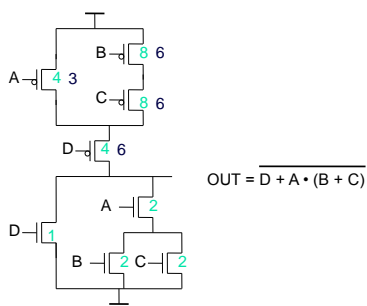 B 8 6
A 4 3
C 8 6
D 4 6
OUT = D + A • (B + C)
A 2
D 1
B 2 C 2